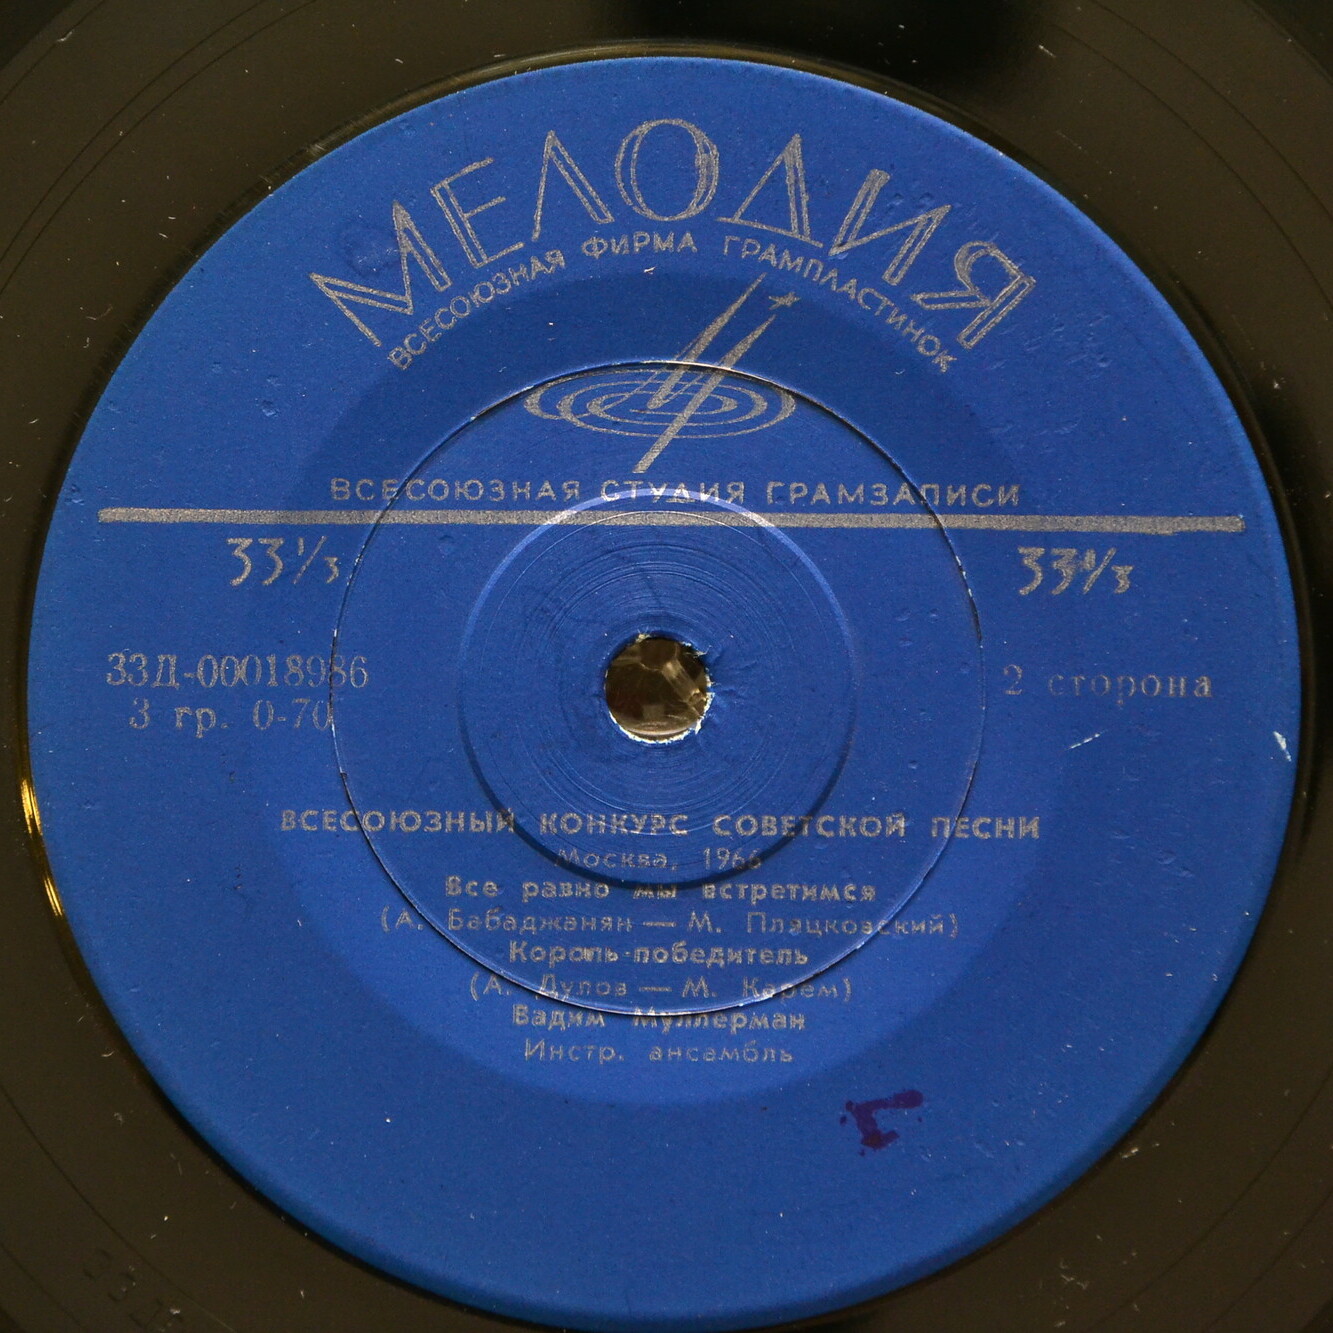 МЕЛОДИЯ
ВСЕСОЮЗНАЯ ФИРМА ГРАМПЛАСТИНОК
ВСЕСОЮЗНАЯ СТУДИЯ ГРАМЗАПИСИ
33⅓ 33⅓
33Д-00018986 2 сторона
3 гр. 0-70
ВСЕСОЮЗНЫЙ КОНКУРС СОВЕТСКОЙ ПЕСНИ
Москва, 1966
Все равно мы встретимся
(А. Бабаджанян — М. Пляцковский)
Король-победитель
(А. Дулов — М. Карем)
Вадим Муллерман
Инстр. ансамбль